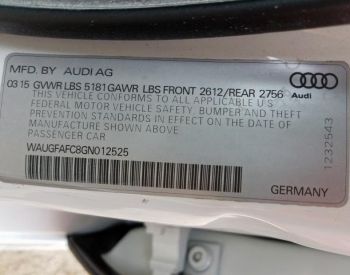 MFD. BY AUDI AG
03 15 GVWR LBS 5181 GAWR LBS FRONT 2612/REAR 2756
THIS VEHICLE CONFORMS TO ALL APPLICABLE U'S
FEDERAL MOTOR VEHICLE SAFETY, BUMPER AND THEFT
PREVENTION STANDARDS IN EFFECT ON THE DATE OF
MANUFACTURE SHOWN ABOVE
PASSENGER CAR
WAUGFAFC8GN012525
GERMANY
Audi
1232543